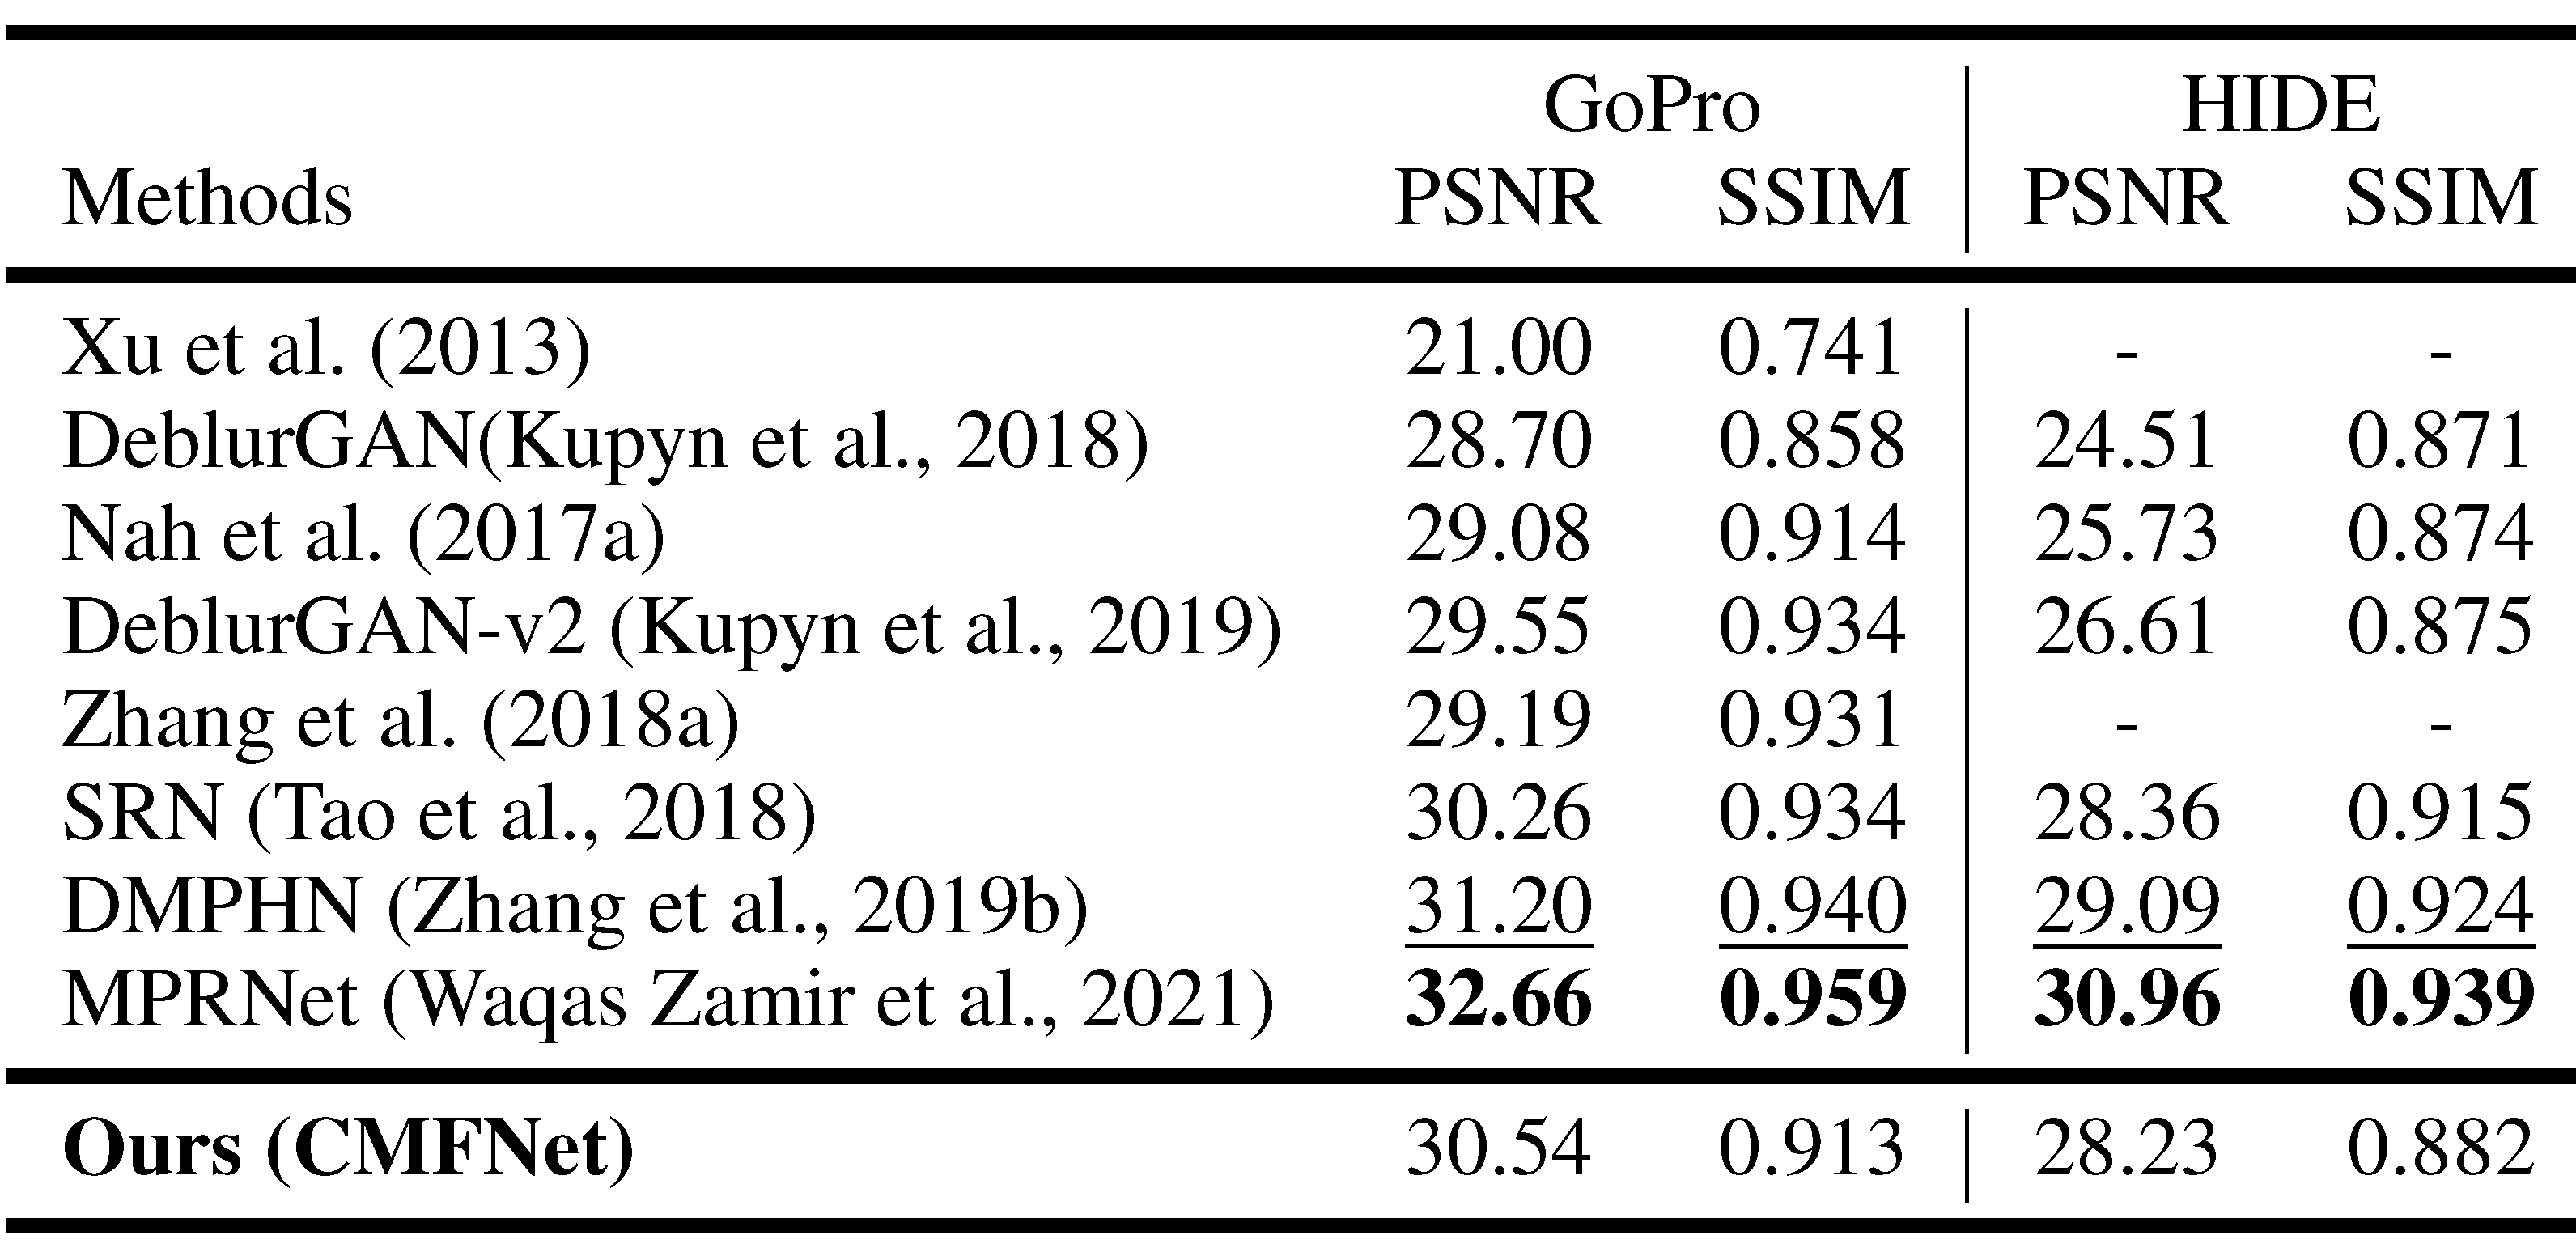 GoPro HIDE
Methods PSNR SSIM PSNR SSIM
Xu et al. (2013) 21.00 0.741 - -
DeblurGAN(Kupyn et al., 2018) 28.70 0.858 24.51 0.871
Nah et al. (2017a) 29.08 0.914 25.73 0.874
DeblurGAN-v2 (Kupyn et al., 2019) 29.55 0.934 26.61 0.875
Zhang et al. (2018a) 29.19 0.931 - -
SRN (Tao et al., 2018) 30.26 0.934 28.36 0.915
DMPHN (Zhang et al., 2019b) 31.20 0.940 29.09 0.924
MPRNet (Waqas Zamir et al., 2021) 32.66 0.959 30.96 0.939
Ours (CMFNet) 30.54 0.913 28.23 0.882